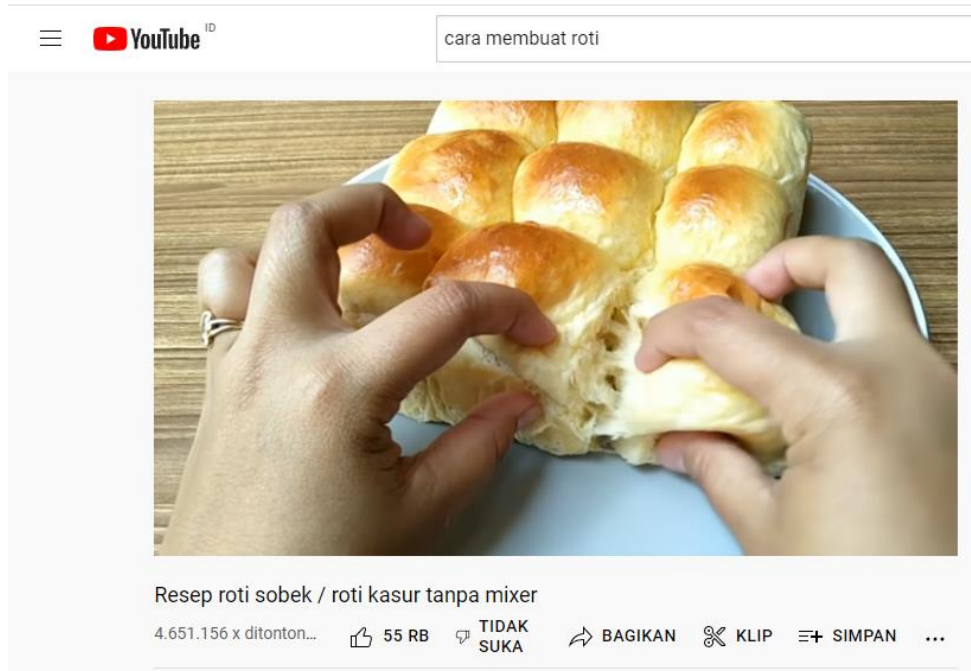 YouTube ID
cara membuat roti
Resep roti sobek / roti kasur tanpa mixer
4.651.156 x ditonton...
55 RB
TIDAK
SUKA
BAGIKAN
KLIP
SIMPAN